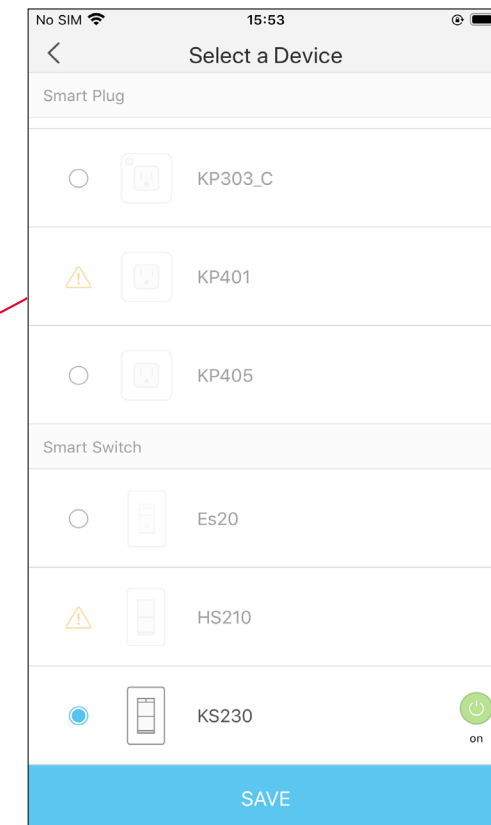 No SIM 15:53
Select a Device
Smart Plug
KP303_C
KP401
KP405
Smart Switch
Es20
HS210
KS230
on
SAVE